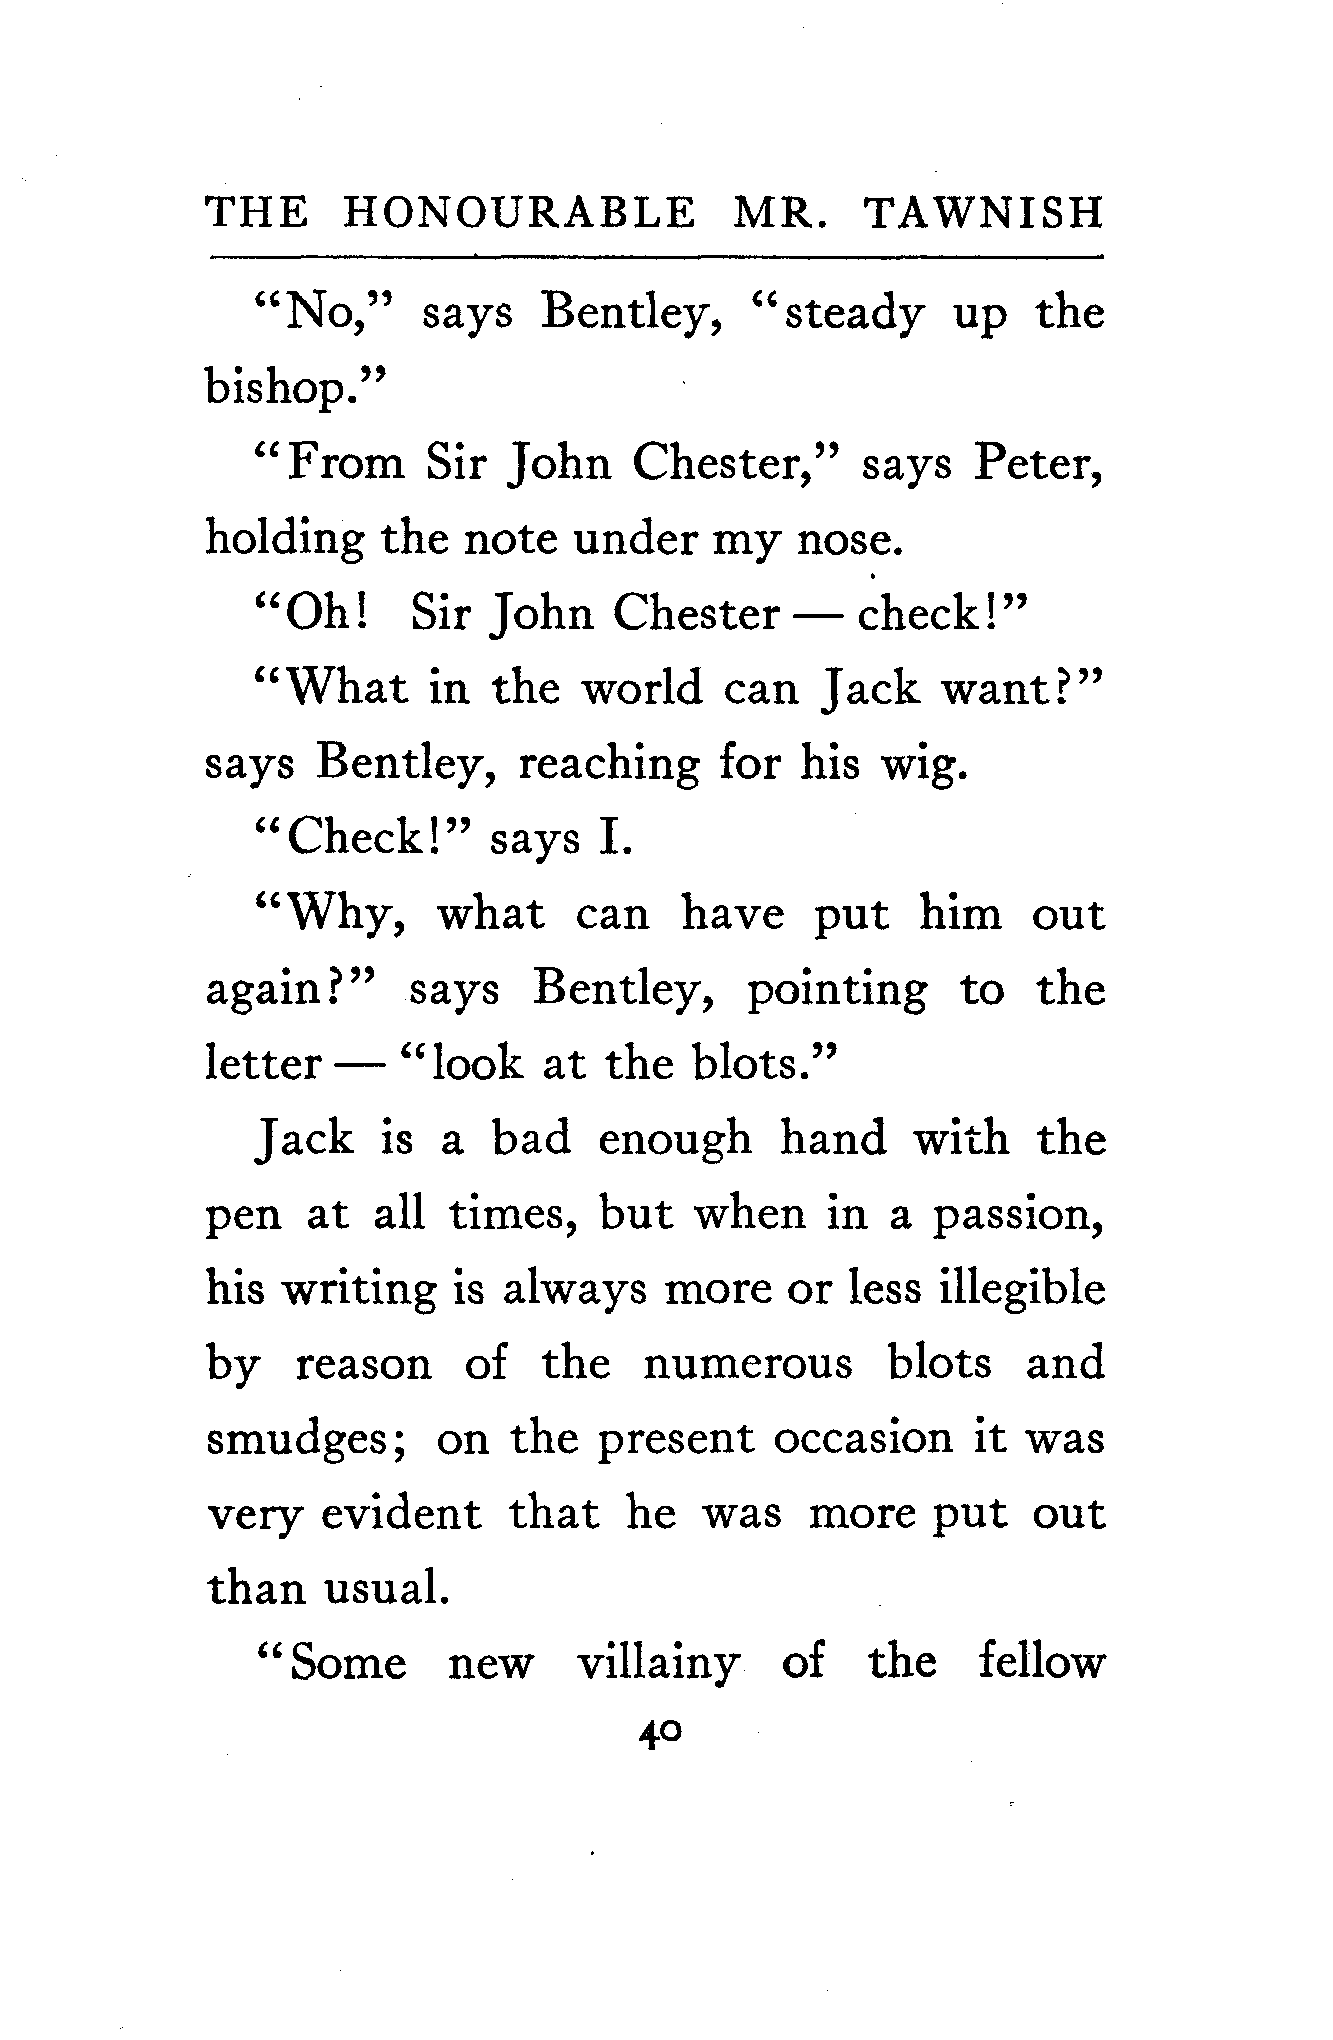 THE HONOURABLE MR. TAWNISH
“No,” says Bentley, “steady up the
bishop.”
“From Sir John Chester,” says Peter,
holding the note under my nose.
“Oh! Sir John Chester — check!”
“What in the world can Jack want?”
says Bentley, reaching for his wig.
“Check!” says I.
“Why, what can have put him out
again?” says Bentley, pointing to the
letter — “look at the blots.”
Jack is a bad enough hand with the
pen at all times, but when in a passion,
his writing is always more or less illegible
by reason of the numerous blots and
smudges; on the present occasion it was
very evident that he was more put out
than usual.
“Some new villainy of the fellow
40